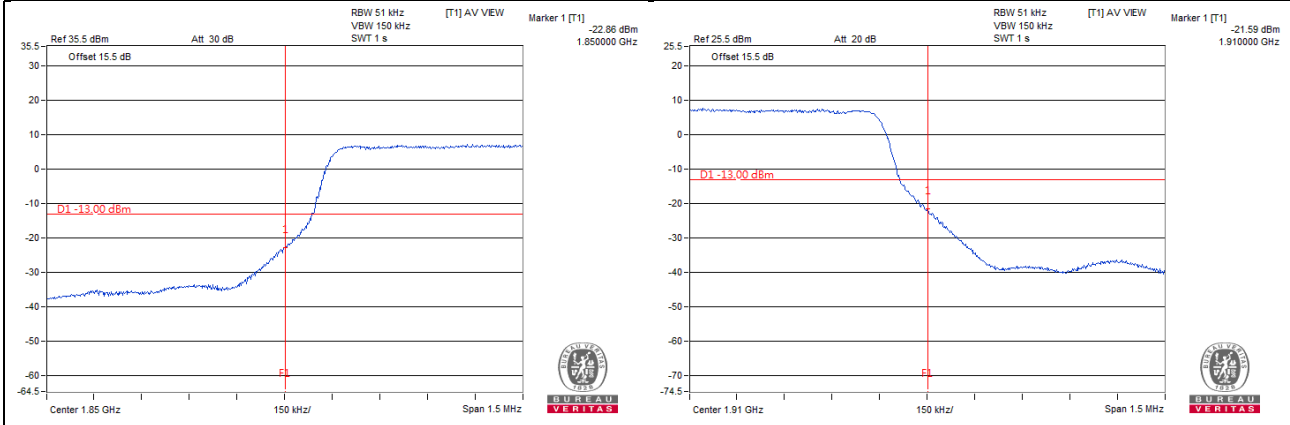 RBW 51 kHz [T1] AV VIEW
VBW 150 kHz
Ref 35.5 dBm Att 30 dB SWT 1 s
Marker 1 [T1]
-22.86 dBm
1.850000 GHz
35.5
Offset 15.5 dB
30
20
10
0
-10
D1 -13.00 dBm
1
-20
-30
-40
-50
-60
F1
-64.5
Center 1.85 GHz 150 kHz/ Span 1.5 MHz
BUREAU VERITAS
1828
BUREAU
VERITAS
RBW 51 kHz [T1] AV VIEW
VBW 150 kHz
Ref 25.5 dBm Att 20 dB SWT 1 s
Marker 1 [T1]
-21.59 dBm
1.910000 GHz
25.5
Offset 15.5 dB
20
10
0
-10
D1 -13.00 dBm
1
-20
-30
-40
-50
-60
-70
F1
-74.5
Center 1.91 GHz 150 kHz/ Span 1.5 MHz
BUREAU VERITAS
1828
BUREAU
VERITAS